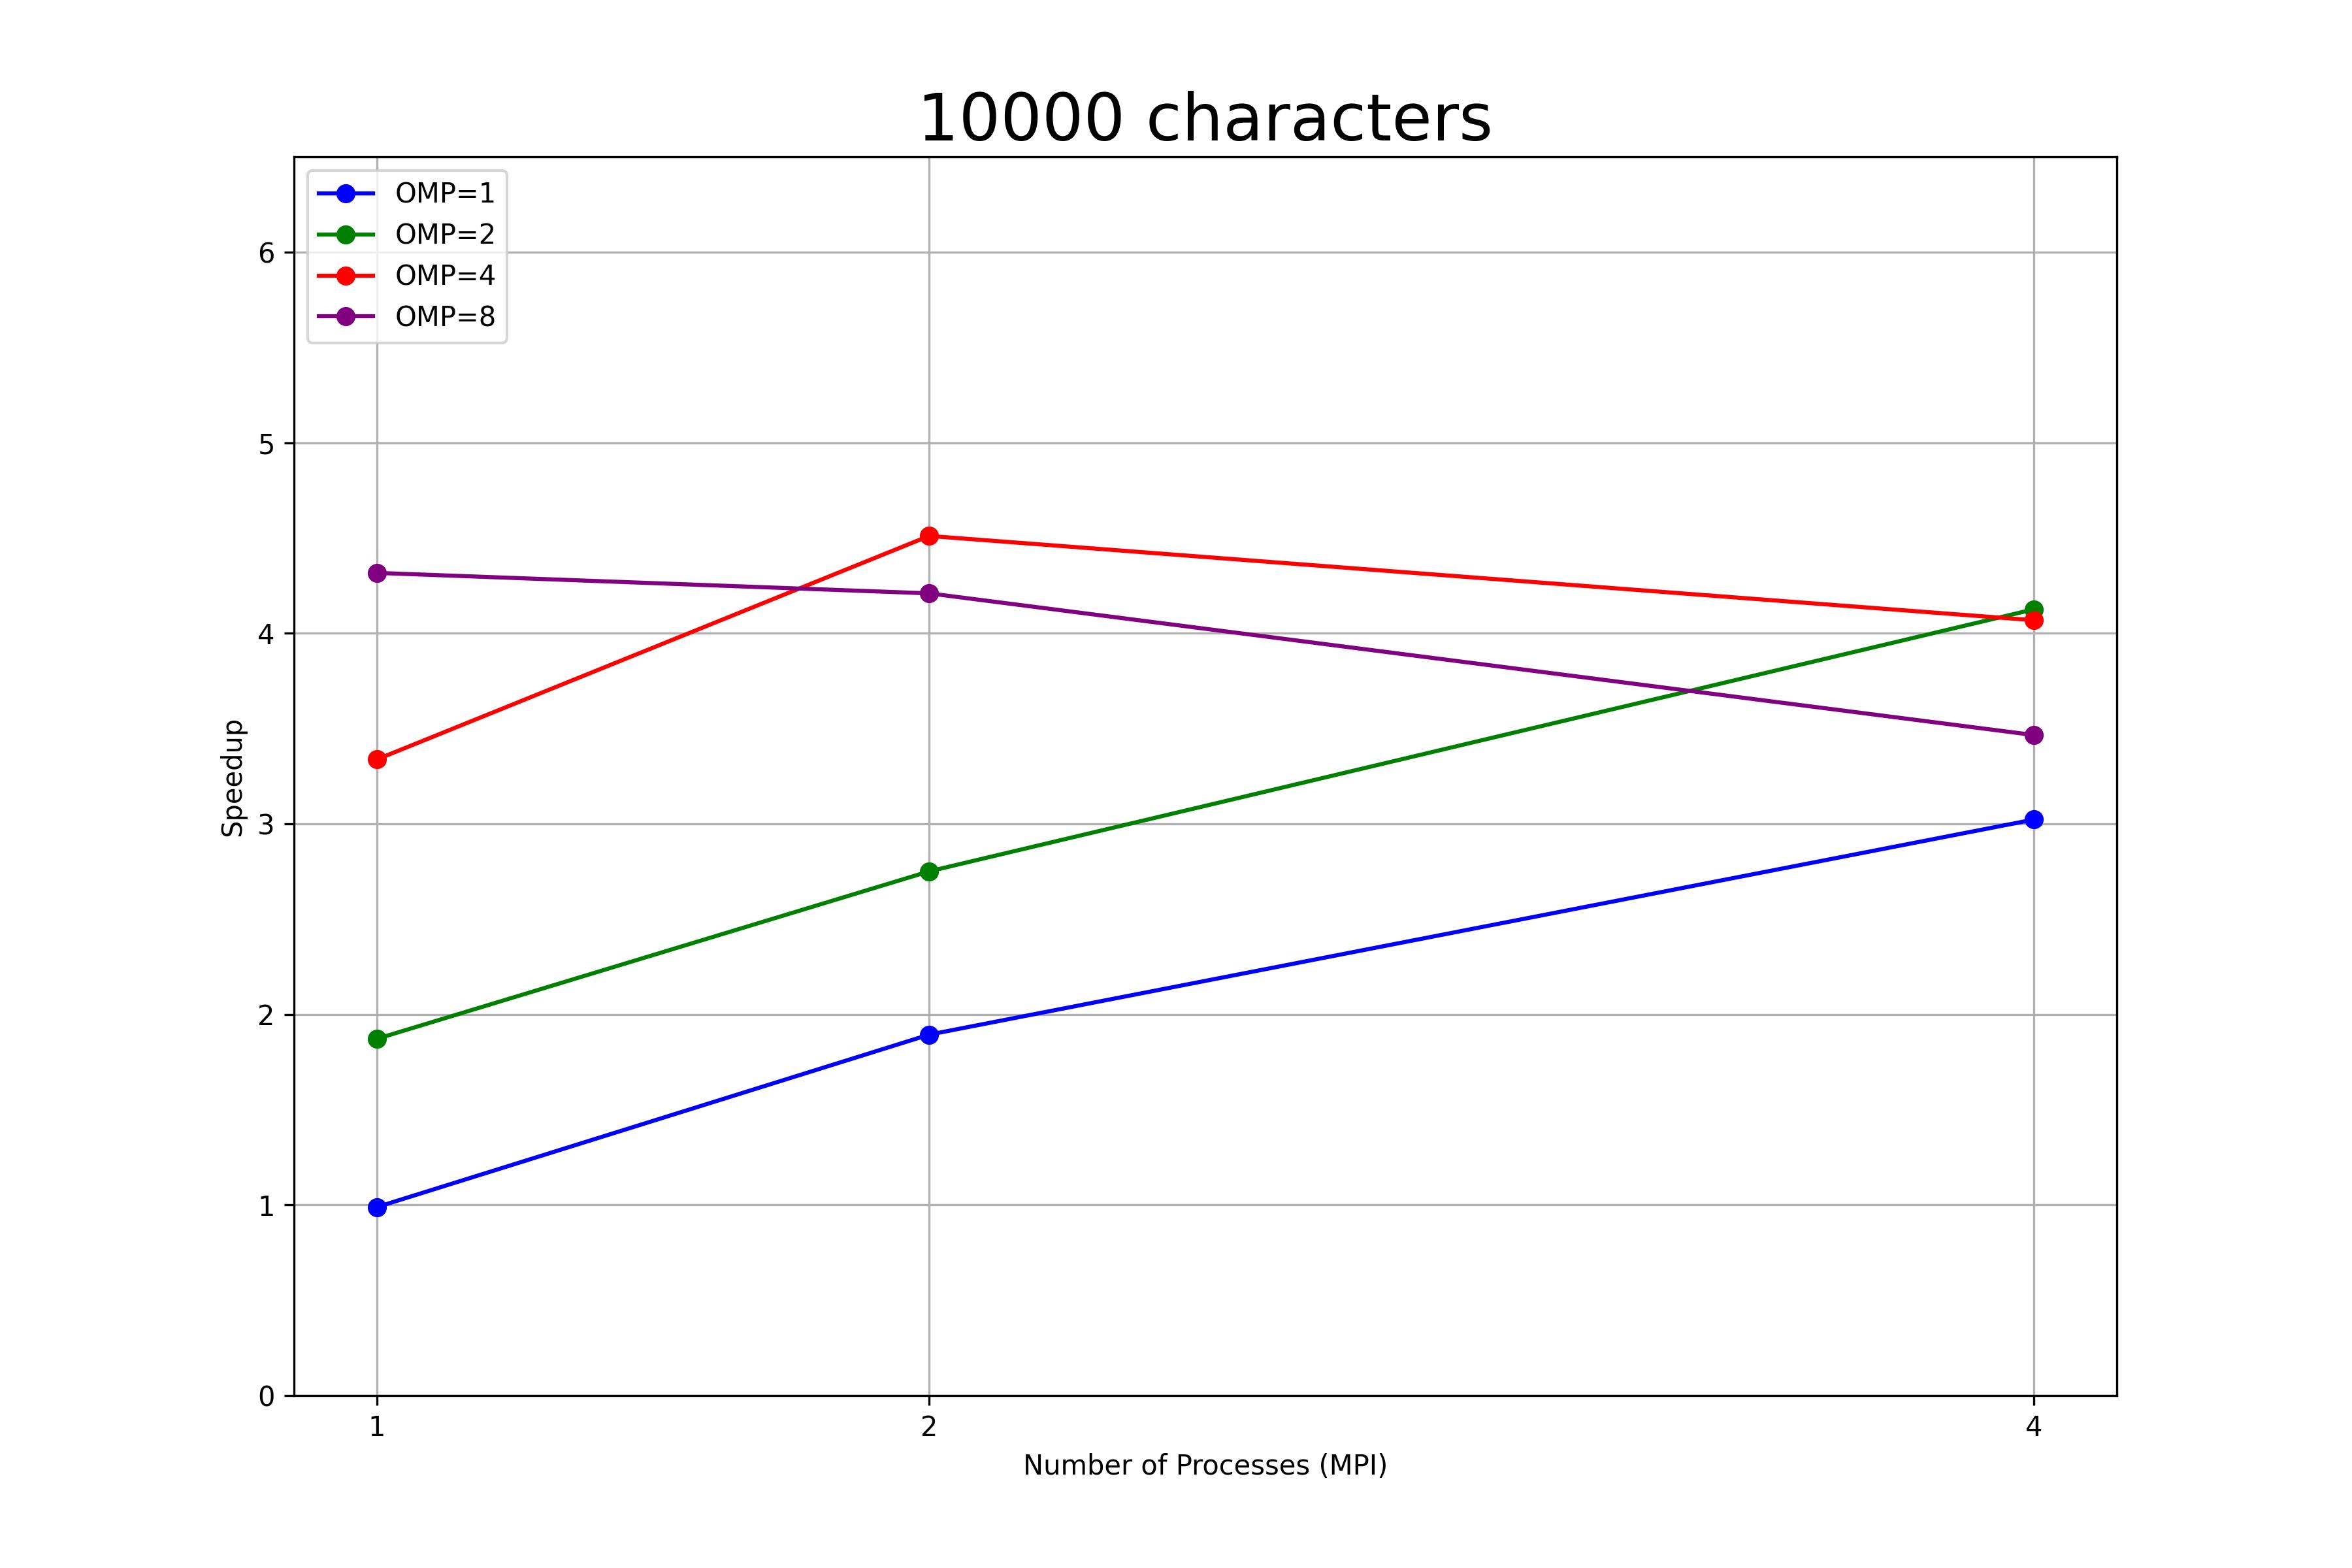 10000 characters
OMP=1
OMP=2
OMP=4
OMP=8
6
5
4
3
2
1
0
Speedup
1 2 4
Number of Processes (MPI)